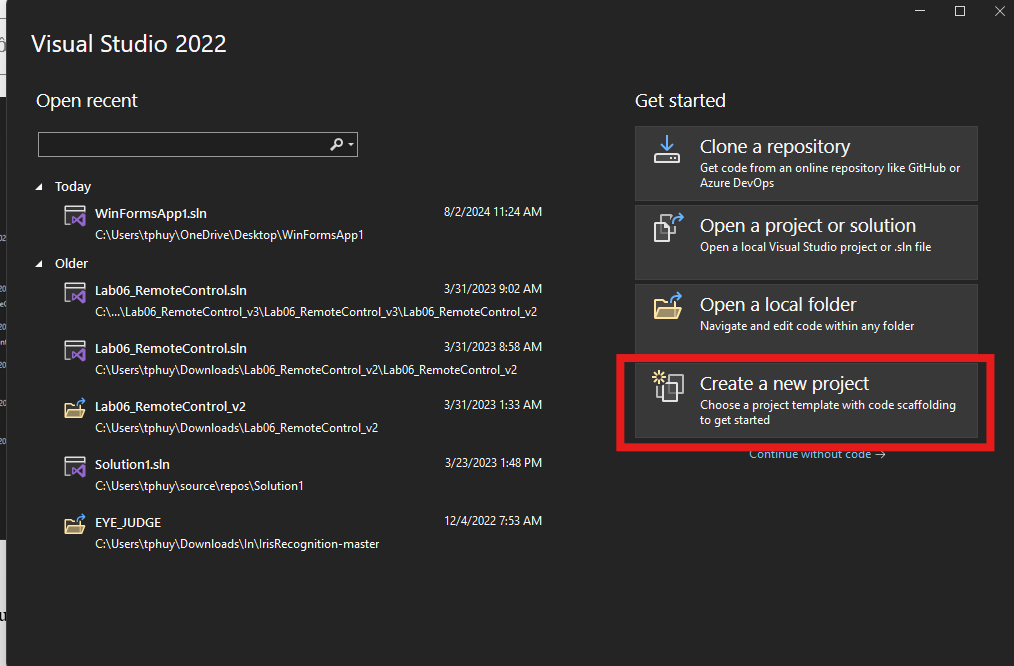 Visual Studio 2022
Open recent
Today
WinFormsApp1.sln 8/2/2024 11:24 AM
C:\Users\tphuy\OneDrive\Desktop\WinFormsApp1
Older
Lab06_RemoteControl.sln 3/31/2023 9:02 AM
C:\...\Lab06_RemoteControl_v3\Lab06_RemoteControl_v3\Lab06_RemoteControl_v2
Lab06_RemoteControl.sln 3/31/2023 8:58 AM
C:\Users\tphuy\Downloads\Lab06_RemoteControl_v2\Lab06_RemoteControl_v2
Lab06_RemoteControl_v2 3/31/2023 1:33 AM
C:\Users\tphuy\Downloads\Lab06_RemoteControl_v2
Solution1.sln 3/23/2023 1:48 PM
C:\Users\tphuy\source\repos\Solution1
EYE_JUDGE 12/4/2022 7:53 AM
C:\Users\tphuy\Downloads\ln\IrisRecognition-master
Get started
Clone a repository
Get code from an online repository like GitHub or
Azure DevOps
Open a project or solution
Open a local Visual Studio project or .sln file
Open a local folder
Navigate and edit code within any folder
Create a new project
Choose a project template with code scaffolding
to get started
Continue without code →